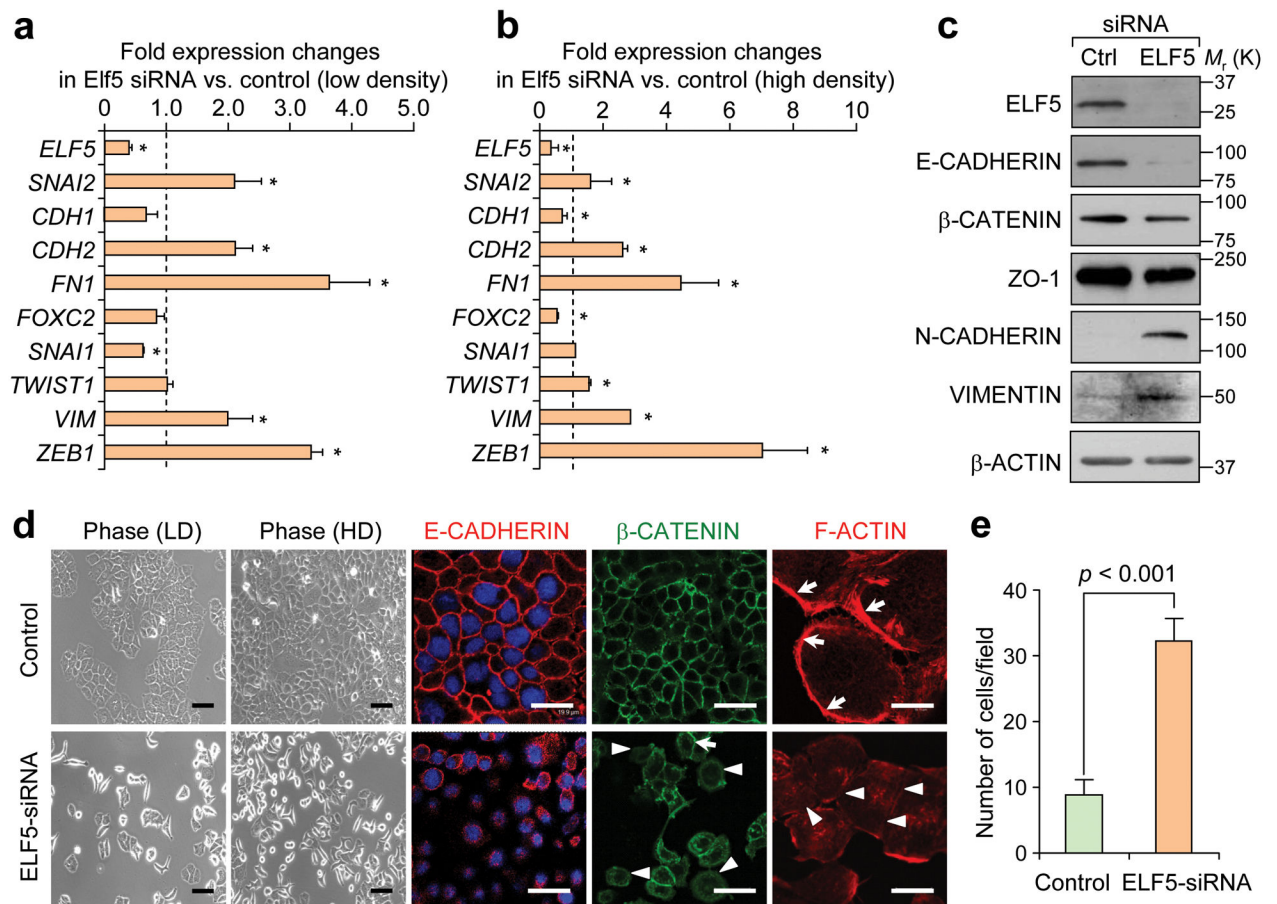 a
Fold expression changes
in Elf5 siRNA vs. control (low density)
0 1.0 2.0 3.0 4.0 5.0
ELF5 *
SNAI2 *
CDH1
CDH2 *
FN1 *
FOXC2
SNAI1 *
TWIST1
VIM *
ZEB1 *
b
Fold expression changes
in Elf5 siRNA vs. control (high density)
0 2 4 6 8 10
ELF5 *
SNAI2 *
CDH1 *
CDH2 *
FN1 *
FOXC2 *
SNAI1
TWIST1 *
VIM *
ZEB1 *
c
siRNA
Ctrl ELF5 Mr (K)
ELF5 37 25
E-CADHERIN 100 75
β-CATENIN 100 75
ZO-1 250
N-CADHERIN 150 100
VIMENTIN 50
β-ACTIN 37
d
Phase (LD) Phase (HD) E-CADHERIN β-CATENIN F-ACTIN
Control
19.9 µm
ELF5-siRNA
e
p < 0.001
Number of cells/field
40
30
20
10
0
Control ELF5-siRNA